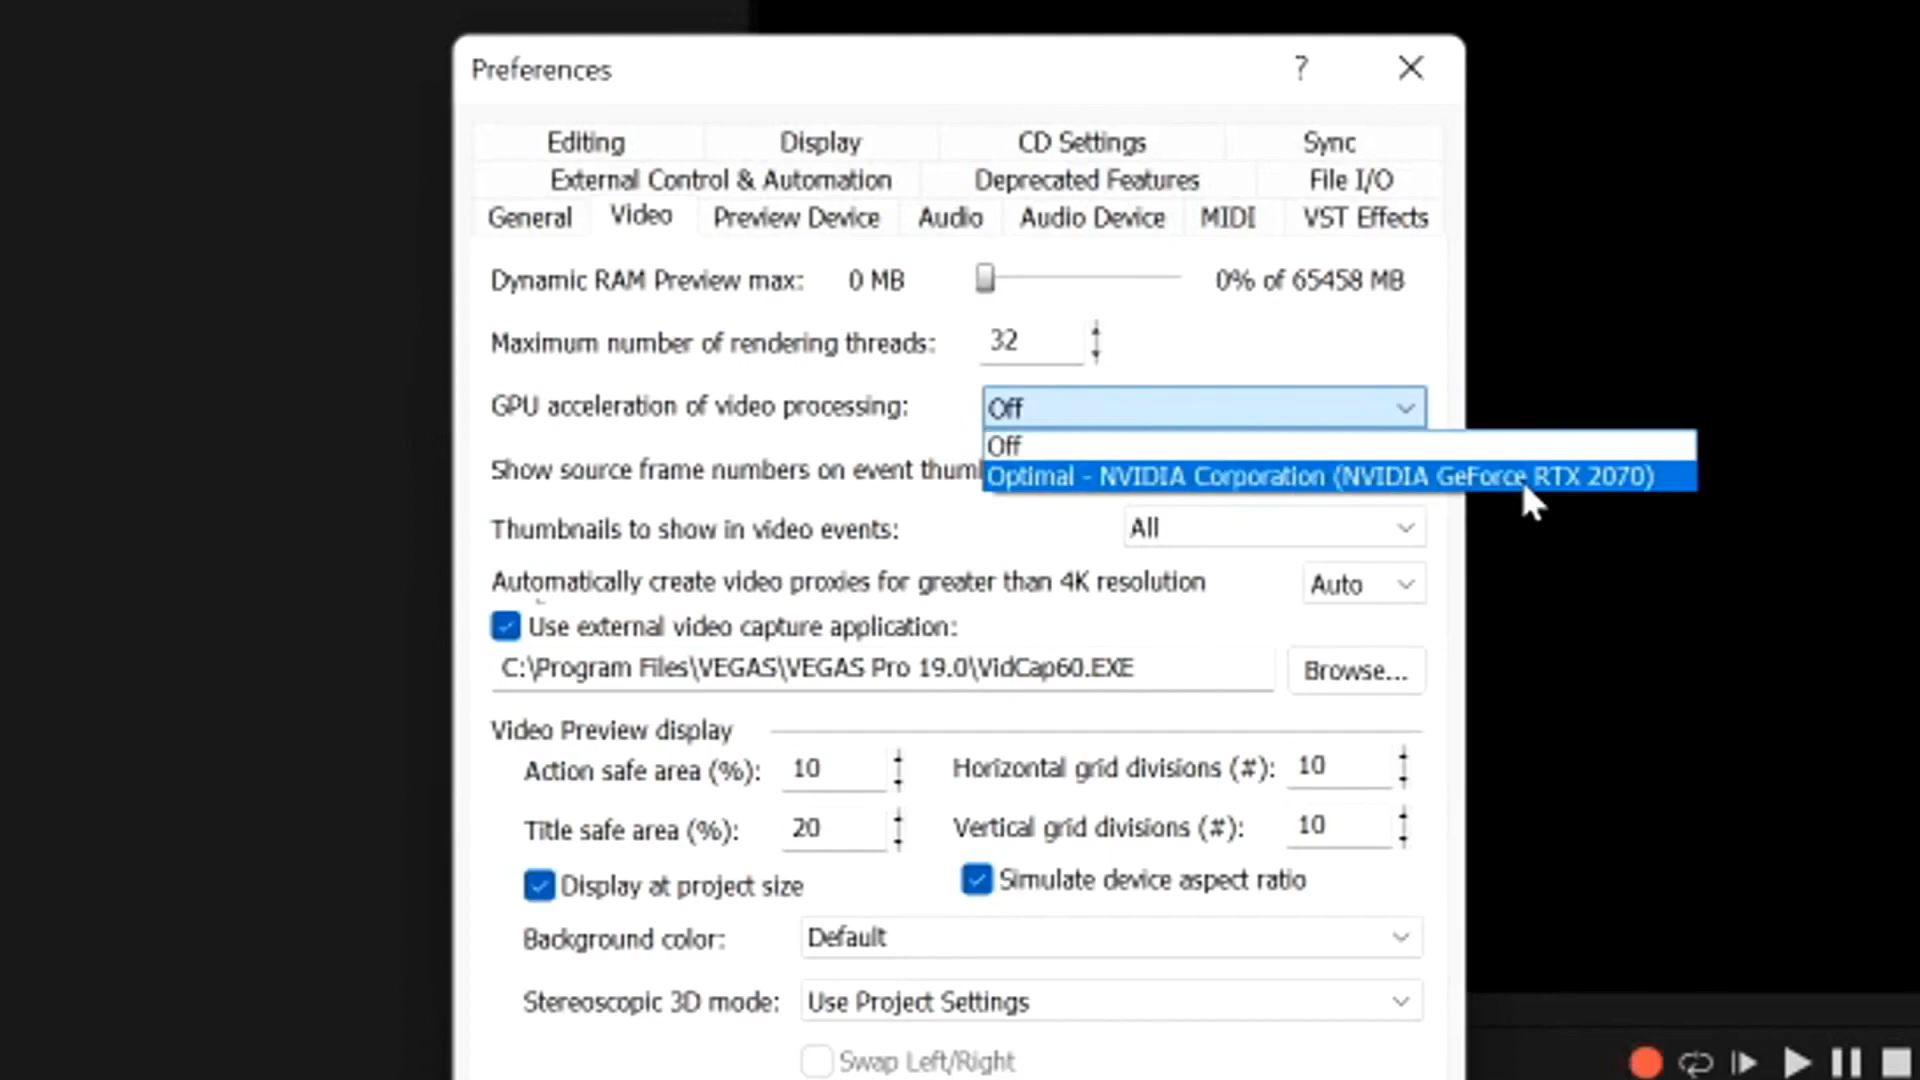 Preferences
?
Editing Display CD Settings Sync
External Control & Automation Deprecated Features File I/O
General Video Preview Device Audio Audio Device MIDI VST Effects
Dynamic RAM Preview max: 0 MB 0% of 65458 MB
Maximum number of rendering threads: 32
GPU acceleration of video processing: Off
Off
Show source frame numbers on event Optimal - NVIDIA Corporation (NVIDIA GeForce RTX 2070)
Thumbnails to show in video events: All
Automatically create video proxies for greater than 4K resolution Auto
Use external video capture application:
C:\Program Files\VEGAS\VEGAS Pro 19.0\VidCap60.EXE Browse...
Video Preview display
Action safe area (%): 10 Horizontal grid divisions (#): 10
Title safe area (%): 20 Vertical grid divisions (#): 10
Display at project size Simulate device aspect ratio
Background color: Default
Stereoscopic 3D mode: Use Project Settings
Swap Left/Right